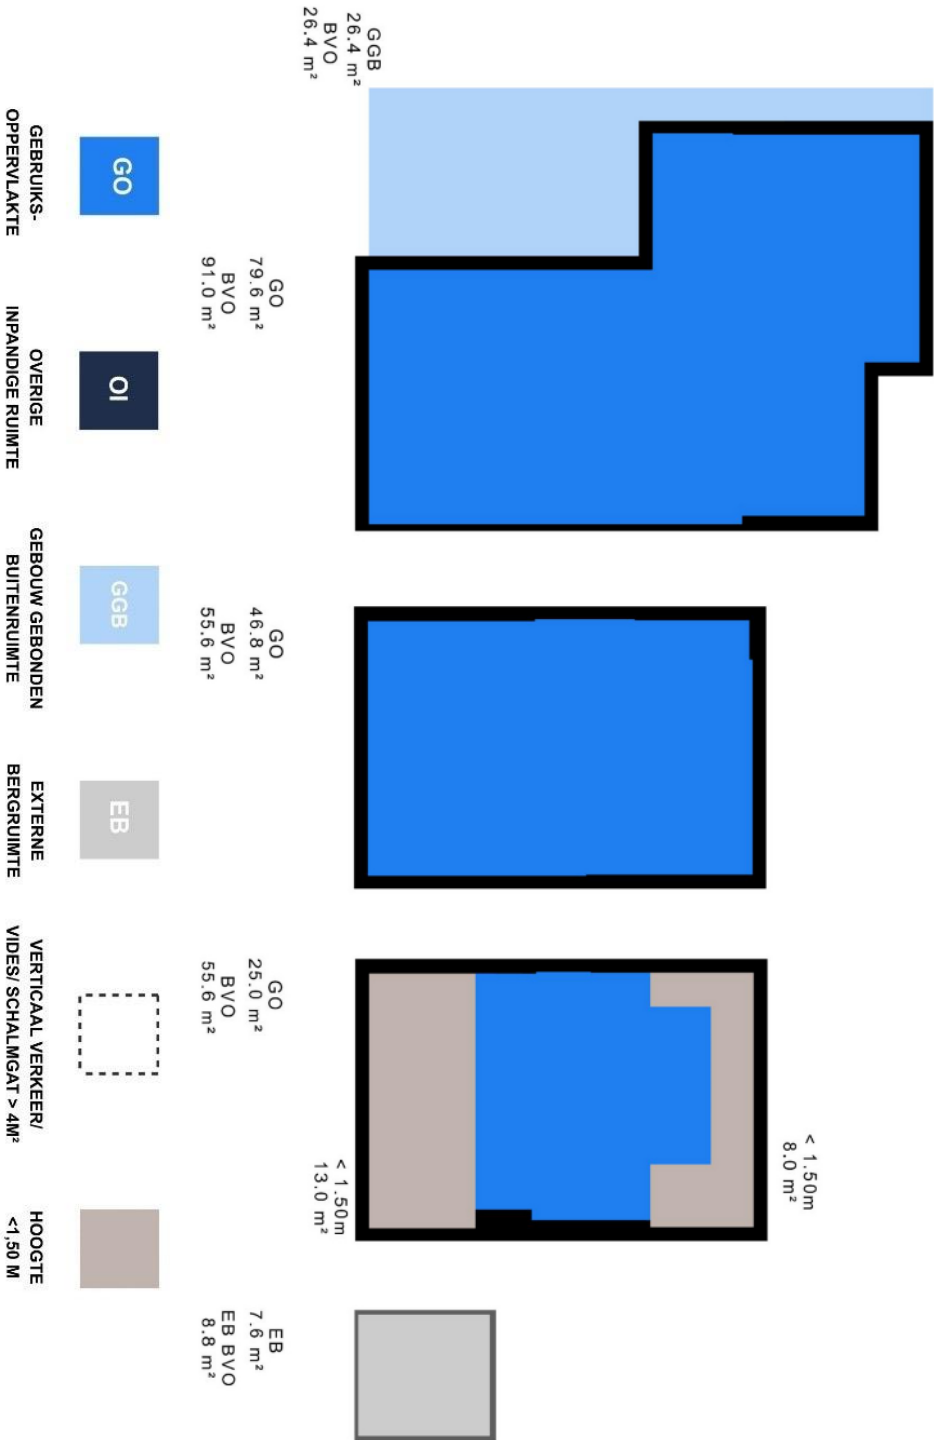 GGB
26.4 m²
BVO
26.4 m²
GO
79.6 m²
BVO
91.0 m²
GO
46.8 m²
BVO
55.6 m²
< 1.50m
8.0 m²
< 1.50m
13.0 m²
GO
25.0 m²
BVO
55.6 m²
EB
7.6 m²
EB BVO
8.8 m²
GO
GEBRUIKS-
OPPERVLAKTE
OI
OVERIGE
INPANDIGE RUIMTE
GGB
GEBOUW GEBONDEN
BUITENRUIMTE
EB
EXTERNE
BERGRUIMTE
VERTICAAL VERKEER/
VIDES/ SCHALMGAT > 4M²
HOOGTE
<1,50 M